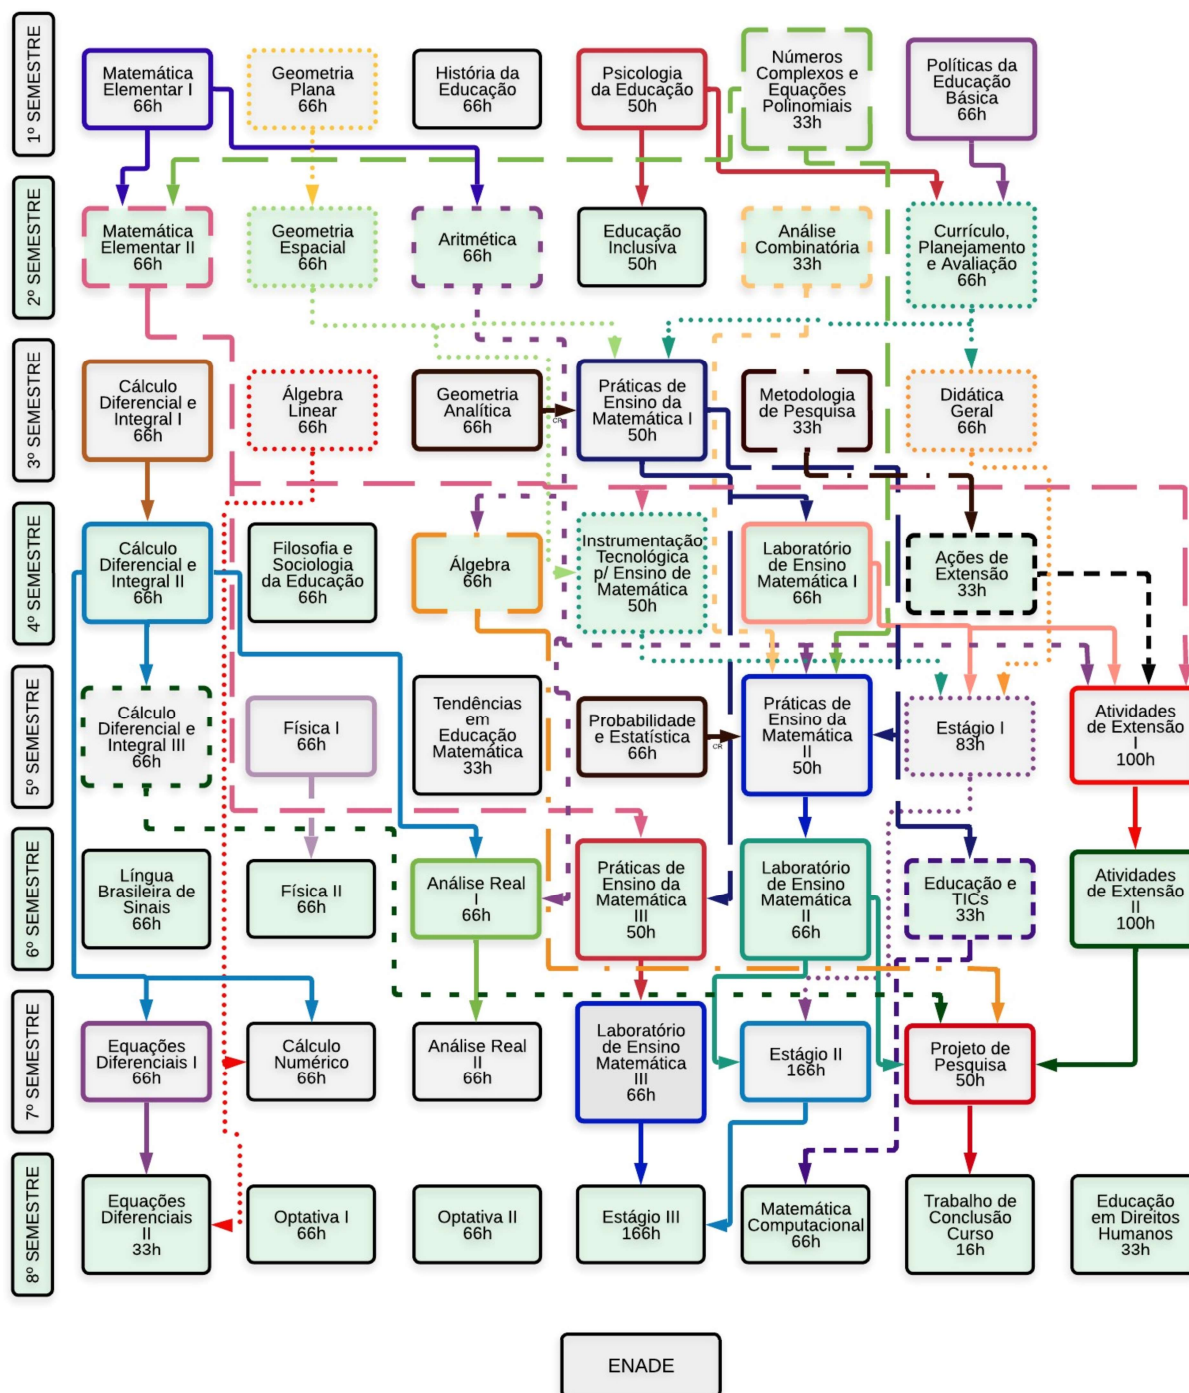 1º SEMESTRE
Matemática
Elementar I
66h
Geometria
Plana
66h
História da
Educação
66h
Psicologia
da Educação
50h
Números
Complexos e
Equações
Polinomiais
33h
Políticas da
Educação
Básica
66h
2º SEMESTRE
Matemática
Elementar II
66h
Geometria
Espacial
66h
Aritmética
66h
Educação
Inclusiva
50h
Análise
Combinatória
33h
Currículo,
Planejamento
e Avaliação
66h
3º SEMESTRE
Cálculo
Diferencial e
Integral I
66h
Álgebra
Linear
66h
Geometria
Analítica
66h
CR
Práticas de
Ensino da
Matemática I
50h
Metodologia
de Pesquisa
33h
Didática
Geral
66h
4º SEMESTRE
Cálculo
Diferencial e
Integral II
66h
Filosofia e
Sociologia
da Educação
66h
Álgebra
66h
Instrumentação
Tecnológica
p/ Ensino de
Matemática
50h
Laboratório
de Ensino
Matemática I
66h
Ações de
Extensão
33h
5º SEMESTRE
Cálculo
Diferencial e
Integral III
66h
Física I
66h
Tendências
em
Educação
Matemática
33h
Probabilidade
e Estatística
66h
CR
Práticas de
Ensino da
Matemática
II
50h
Estágio I
83h
Atividades
de Extensão
I
100h
6º SEMESTRE
Língua
Brasileira de
Sinais
66h
Física II
66h
Análise Real
I
66h
Práticas de
Ensino da
Matemática
III
50h
Laboratório
de Ensino
Matemática
II
66h
Educação e
TICs
33h
Atividades
de Extensão
II
100h
7º SEMESTRE
Equações
Diferenciais I
66h
Cálculo
Numérico
66h
Análise Real
II
66h
Laboratório
de Ensino
Matemática
III
66h
Estágio II
166h
Projeto de
Pesquisa
50h
8º SEMESTRE
Equações
Diferenciais
II
33h
Optativa I
66h
Optativa II
66h
Estágio III
166h
Matemática
Computacional
66h
Trabalho de
Conclusão
Curso
16h
Educação
em Direitos
Humanos
33h
ENADE